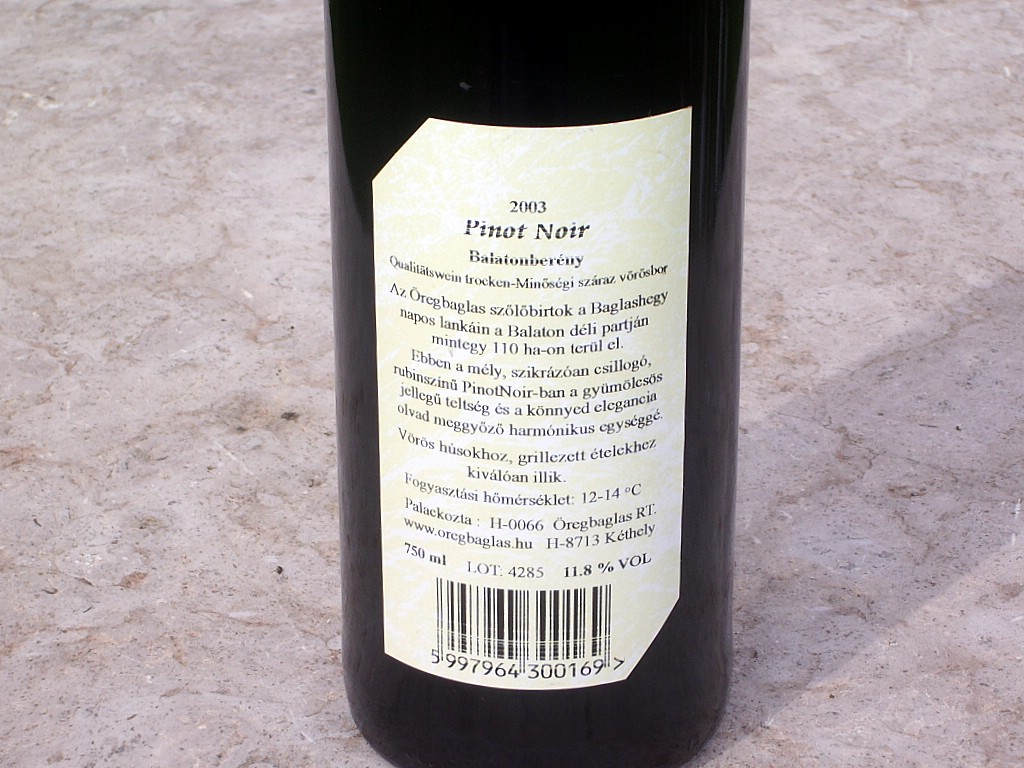 2003
Pinot Noir
Balatonberény
Qualitätswein trocken-Minőségi száraz vörösbor
Az Öregbaglas szőlőbirtok a Baglashegy
napos lankáin a Balaton déli partján
mintegy 110 ha-on terül el.
Ebben a mély, szikrázóan csillogó,
rubinszínű PinotNoir-ban a gyümölcsös
jellegű teltség és a könnyed elegancia
olvad meggyőző harmónikus egységgé.
Vörös húsokhoz, grillezett ételekhez
kiválóan illik.
Fogyasztási hőmérséklet: 12-14 °C
Palackozta : H-0066 Öregbaglas RT.
www.oregbaglas.hu H-8713 Kéthely
750 ml LOT: 4285 11.8 % VOL
5 997964 300169 >